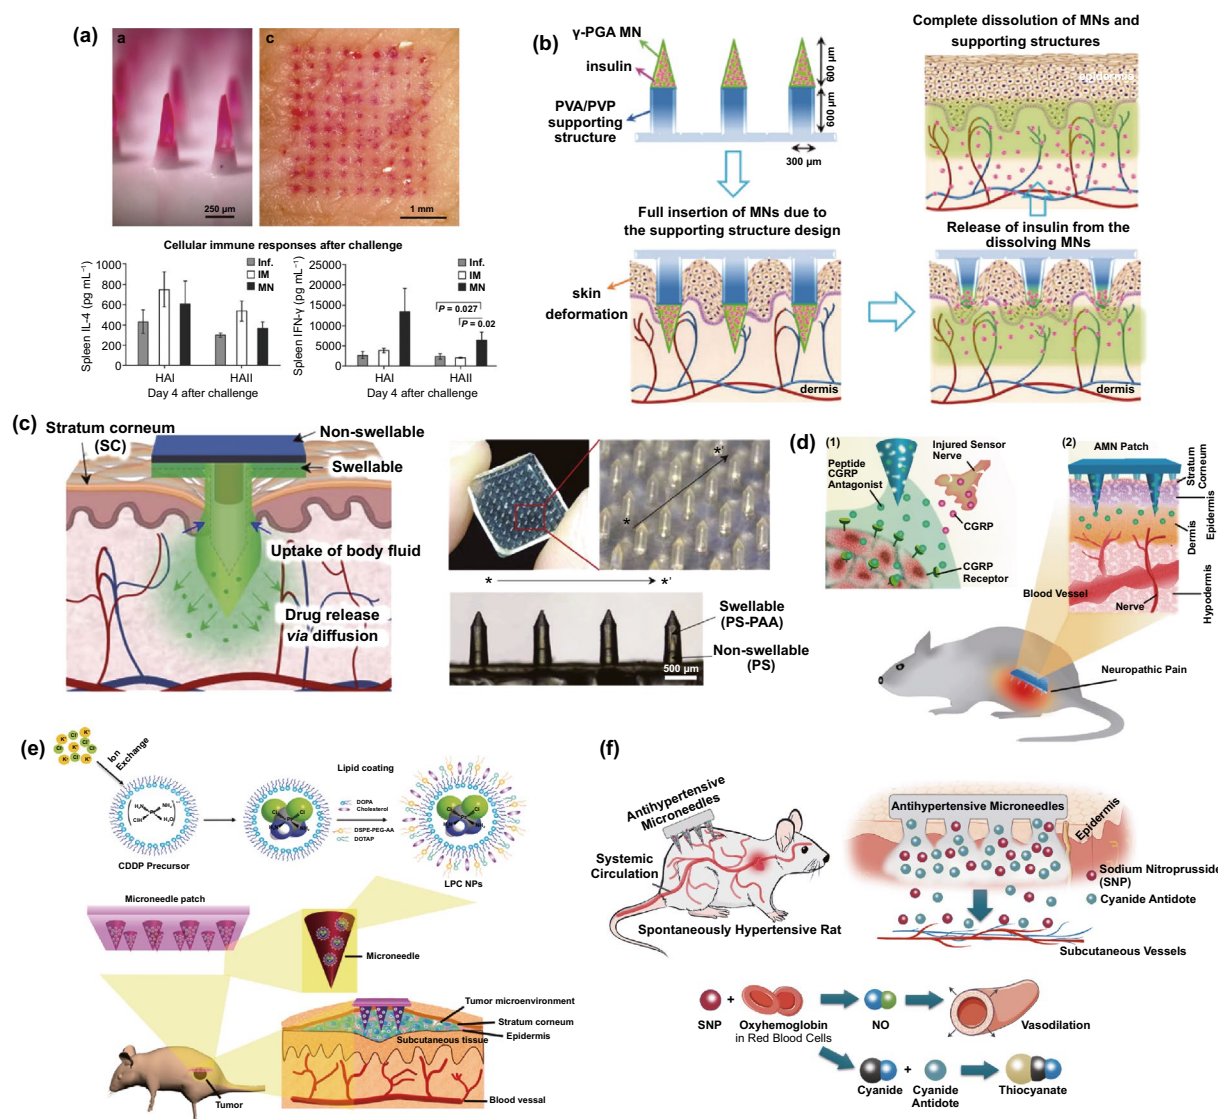 (a)
a
c
250 µm
1 mm
Cellular immune responses after challenge
Spleen IL-4 (pg mL⁻¹)
1000
800
600
400
200
0
Inf.
IM
MN
HAI
HAII
Day 4 after challenge
Spleen IFN-γ (pg mL⁻¹)
25000
20000
15000
10000
5000
0
Inf.
IM
MN
P = 0.027
P = 0.02
HAI
HAII
Day 4 after challenge
(b)
γ-PGA MN
insulin
PVA/PVP
supporting
structure
600 µm
600 µm
300 µm
Full insertion of MNs due to
the supporting structure design
skin
deformation
dermis
Complete dissolution of MNs and
supporting structures
epidermis
Release of insulin from the
dissolving MNs
dermis
(c)
Stratum corneum
(SC)
Non-swellable
Swellable
Uptake of body fluid
Drug release
via diffusion
*
*'
*
*'
Swellable
(PS-PAA)
Non-swellable
(PS)
500 µm
(d)
(1)
Peptide
CGRP
Antagonist
Injured Sensor
Nerve
CGRP
CGRP
Receptor
(2)
AMN Patch
Stratum
Corneum
Epidermis
Dermis
Hypodermis
Blood Vessel
Nerve
Neuropathic Pain
(e)
Ion
Exchange
CDDP Precursor
Lipid coating
DOPA
Cholesterol
DSPE-PEG-AA
DOTAP
LPC NPs
Microneedle patch
Microneedle
Tumor microenvironment
Stratum corneum
Epidermis
Subcutaneous tissue
Blood vessal
Tumor
(f)
Antihypertensive
Microneedles
Systemic
Circulation
Spontaneously Hypertensive Rat
Antihypertensive Microneedles
Epidermis
Sodium Nitroprusside
(SNP)
Cyanide Antidote
Subcutaneous Vessels
SNP
+
Oxyhemoglobin
in Red Blood Cells
NO
Vasodilation
Cyanide
+
Cyanide
Antidote
Thiocyanate